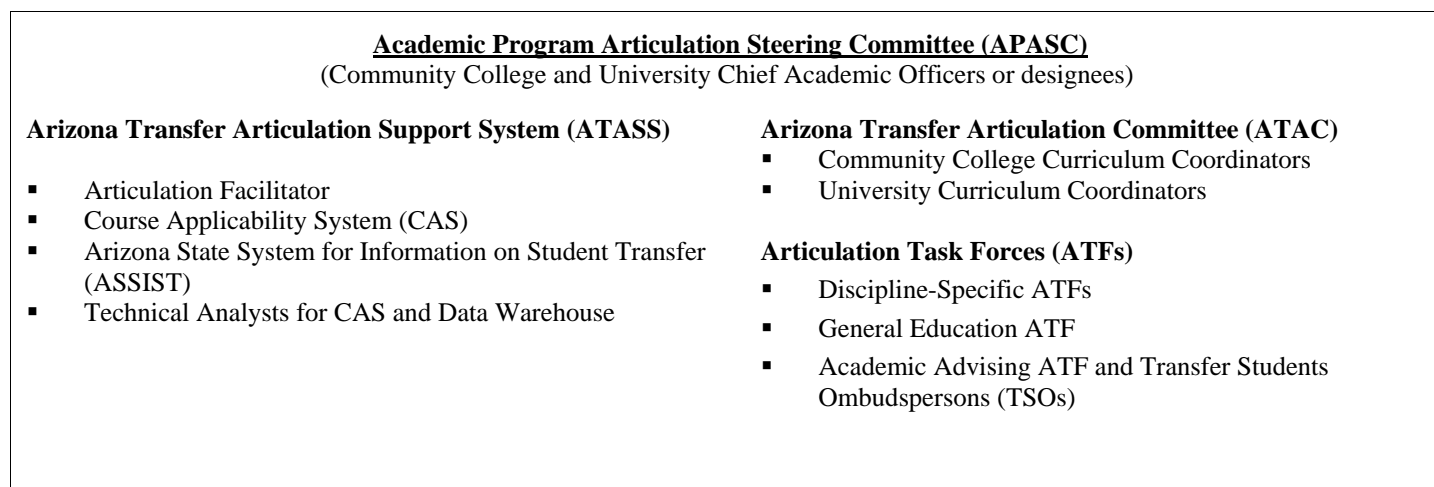 Academic Program Articulation Steering Committee (APASC)
(Community College and University Chief Academic Officers or designees)
Arizona Transfer Articulation Support System (ATASS)
▪ Articulation Facilitator
▪ Course Applicability System (CAS)
▪ Arizona State System for Information on Student Transfer
(ASSIST)
▪ Technical Analysts for CAS and Data Warehouse
Arizona Transfer Articulation Committee (ATAC)
▪ Community College Curriculum Coordinators
▪ University Curriculum Coordinators
Articulation Task Forces (ATFs)
▪ Discipline-Specific ATFs
▪ General Education ATF
▪ Academic Advising ATF and Transfer Students
Ombudspersons (TSOs)